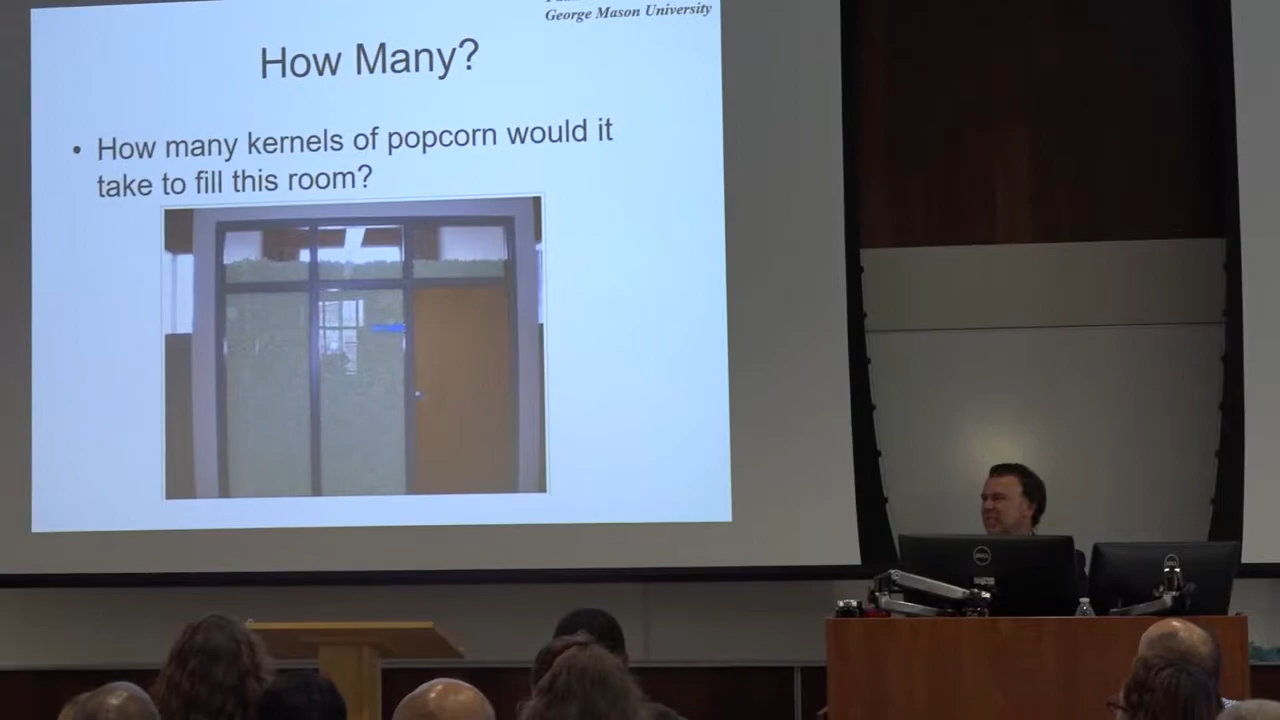 George Mason University
How Many?
• How many kernels of popcorn would it
take to fill this room?
DELL